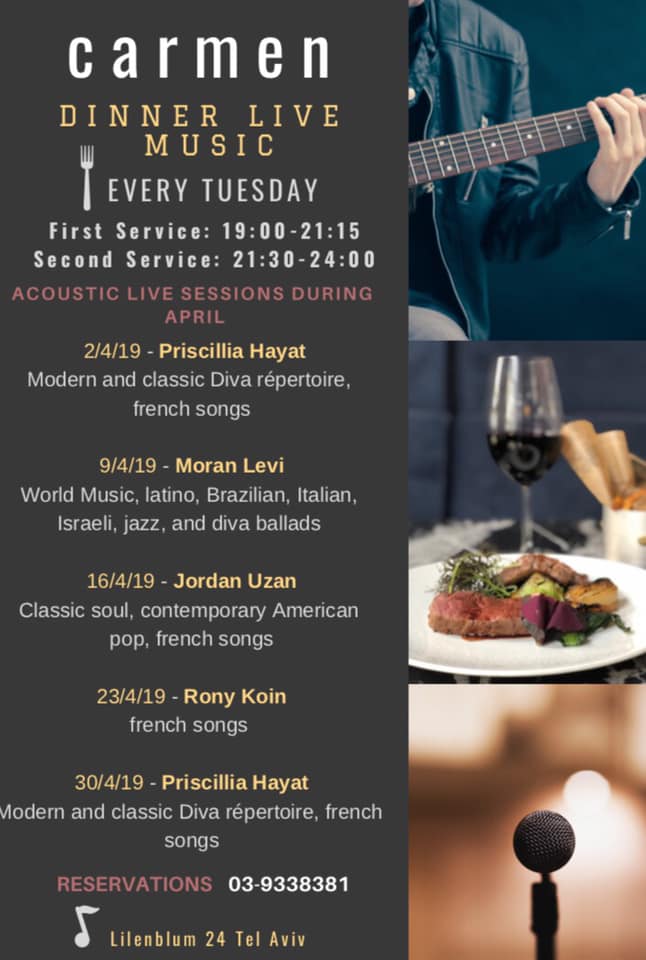 carmen
DINNER LIVE
MUSIC
EVERY TUESDAY
First Service: 19:00-21:15
Second Service: 21:30-24:00
ACOUSTIC LIVE SESSIONS DURING
APRIL
2/4/19 - Priscillia Hayat
Modern and classic Diva répertoire,
french songs
9/4/19 - Moran Levi
World Music, latino, Brazilian, Italian,
Israeli, jazz, and diva ballads
16/4/19 - Jordan Uzan
Classic soul, contemporary American
pop, french songs
23/4/19 - Rony Koin
french songs
30/4/19 - Priscillia Hayat
Modern and classic Diva répertoire, french
songs
RESERVATIONS 03-9338381
Lilenblum 24 Tel Aviv